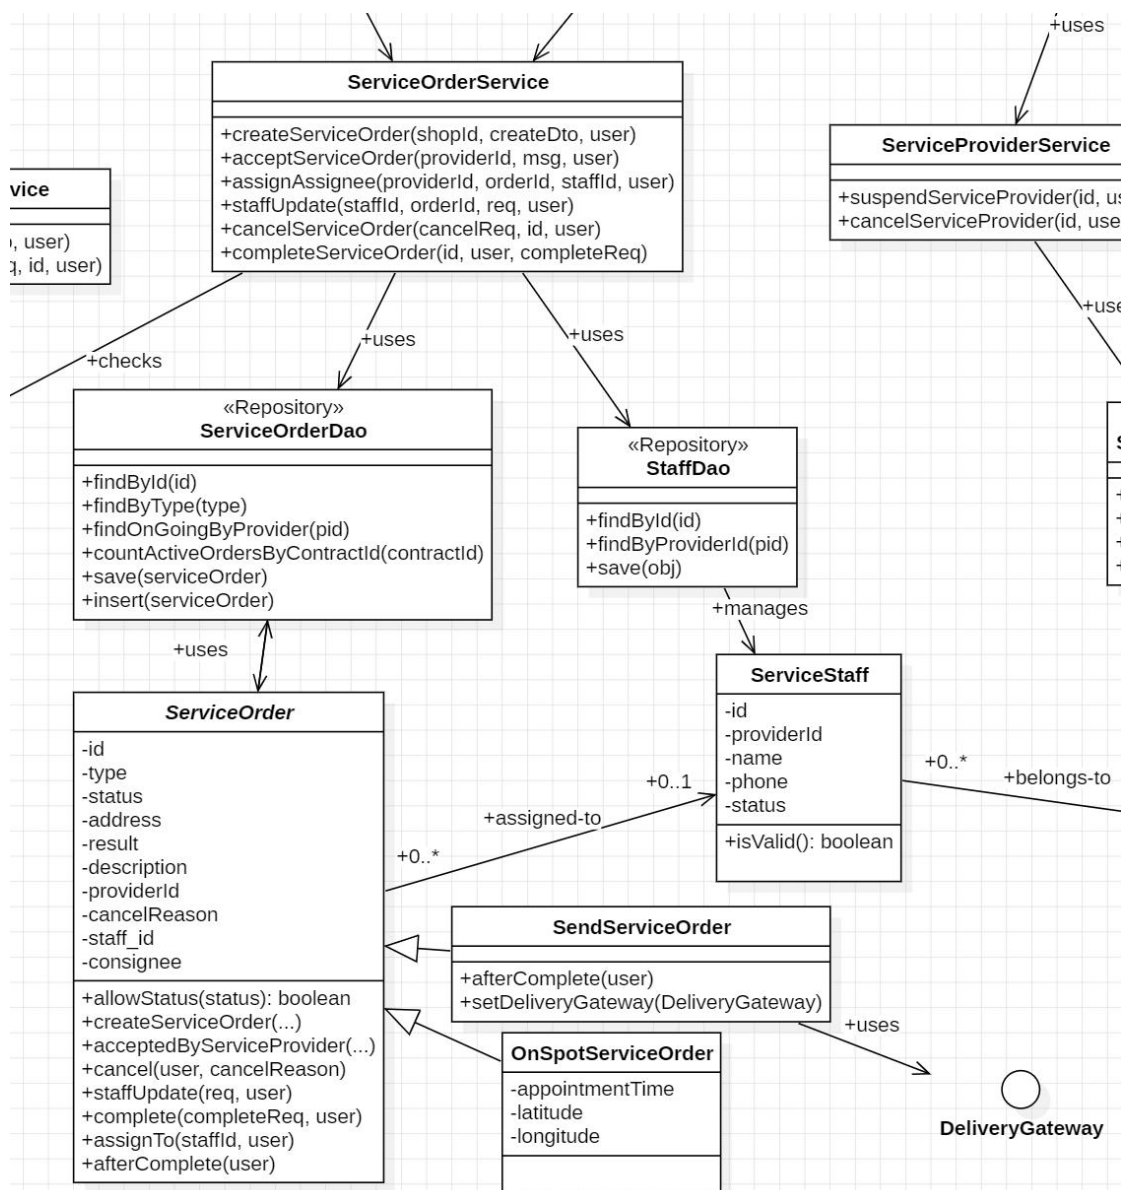 +uses
ServiceOrderService
+createServiceOrder(shopId, createDto, user)
+acceptServiceOrder(providerId, msg, user)
+assignAssignee(providerId, orderId, staffId, user)
+staffUpdate(staffId, orderId, req, user)
+cancelServiceOrder(cancelReq, id, user)
+completeServiceOrder(id, user, completeReq)
ServiceProviderService
+suspendServiceProvider(id,
+cancelServiceProvider(id,
vice
, user)
, id, user)
+checks
+uses
+uses
«Repository»
ServiceOrderDao
+findById(id)
+findByType(type)
+findOnGoingByProvider(pid)
+countActiveOrdersByContractId(contractId)
+save(serviceOrder)
+insert(serviceOrder)
«Repository»
StaffDao
+findById(id)
+findByProviderId(pid)
+save(obj)
+manages
+uses
ServiceOrder
-id
-type
-status
-address
-result
-description
-providerId
-cancelReason
-staff_id
-consignee
+allowStatus(status): boolean
+createServiceOrder(...)
+acceptedByServiceProvider(...)
+cancel(user, cancelReason)
+staffUpdate(req, user)
+complete(completeReq, user)
+assignTo(staffId, user)
+afterComplete(user)
ServiceStaff
-id
-providerId
-name
-phone
-status
+isValid(): boolean
+0..1
+assigned-to
+0..*
+0..*
+belongs-to
SendServiceOrder
+afterComplete(user)
+setDeliveryGateway(DeliveryGateway)
+uses
OnSpotServiceOrder
-appointmentTime
-latitude
-longitude
DeliveryGateway